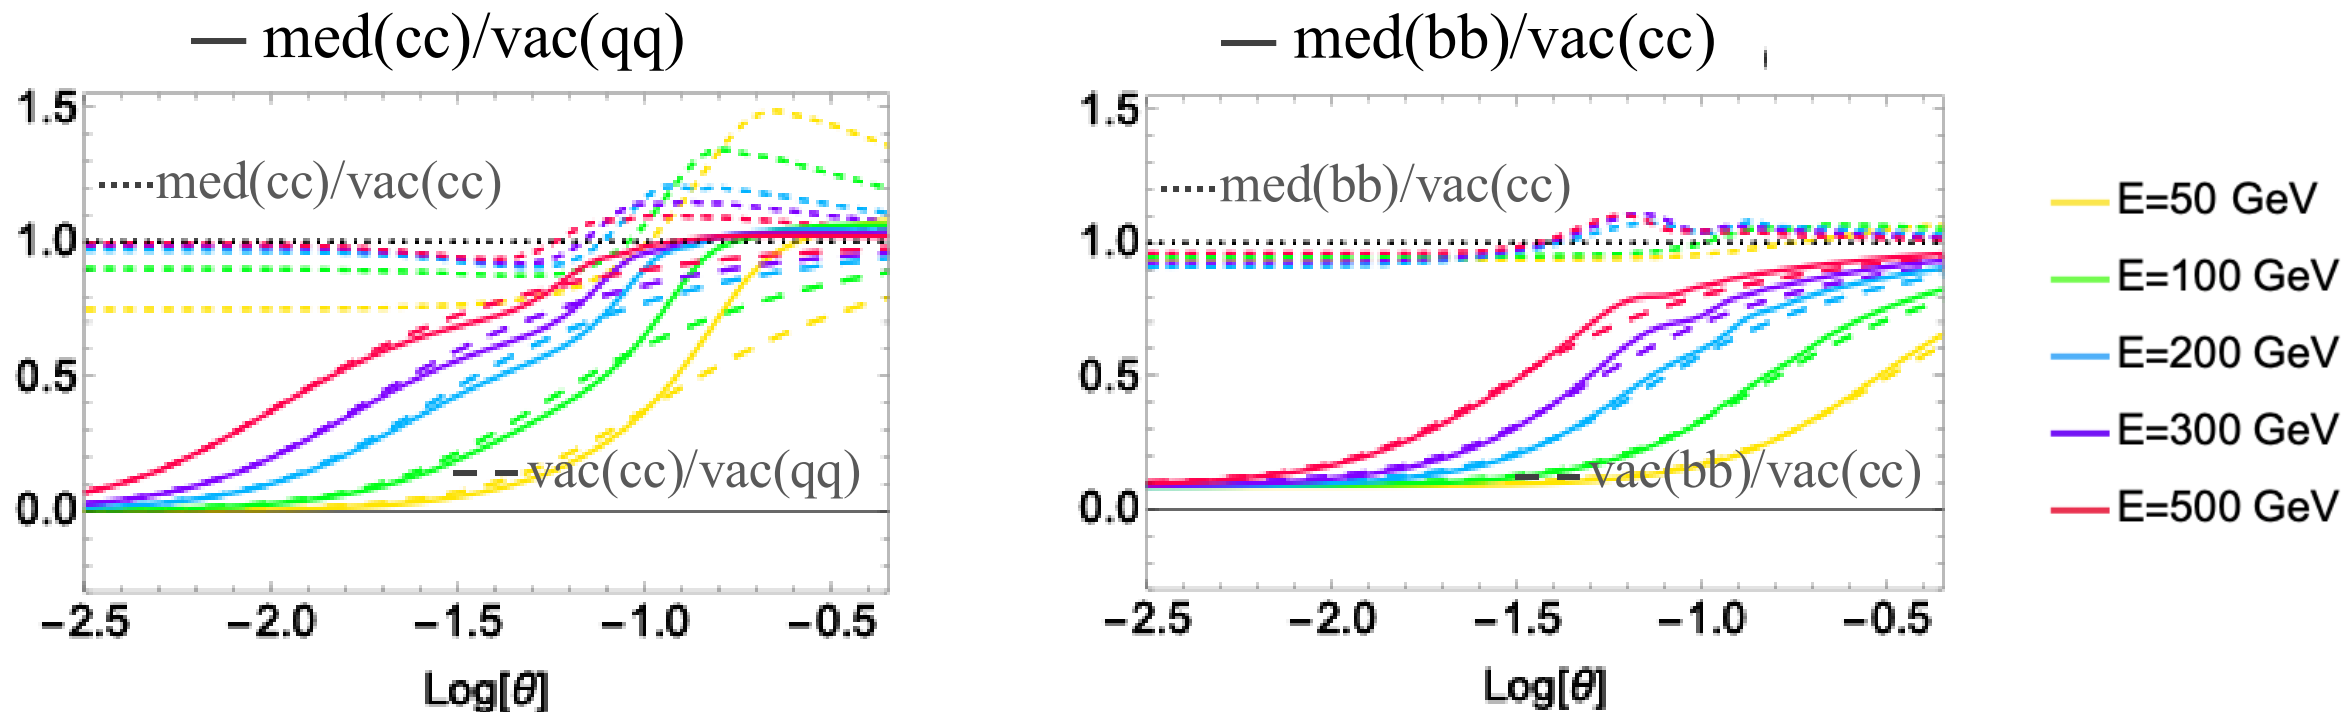 med(cc)/vac(qq)
1.5
1.0
0.5
0.0
med(cc)/vac(cc)
vac(cc)/vac(qq)
−2.5 −2.0 −1.5 −1.0 −0.5
Log[θ]
med(bb)/vac(cc)
1.5
1.0
0.5
0.0
med(bb)/vac(cc)
vac(bb)/vac(cc)
−2.5 −2.0 −1.5 −1.0 −0.5
Log[θ]
E=50 GeV
E=100 GeV
E=200 GeV
E=300 GeV
E=500 GeV